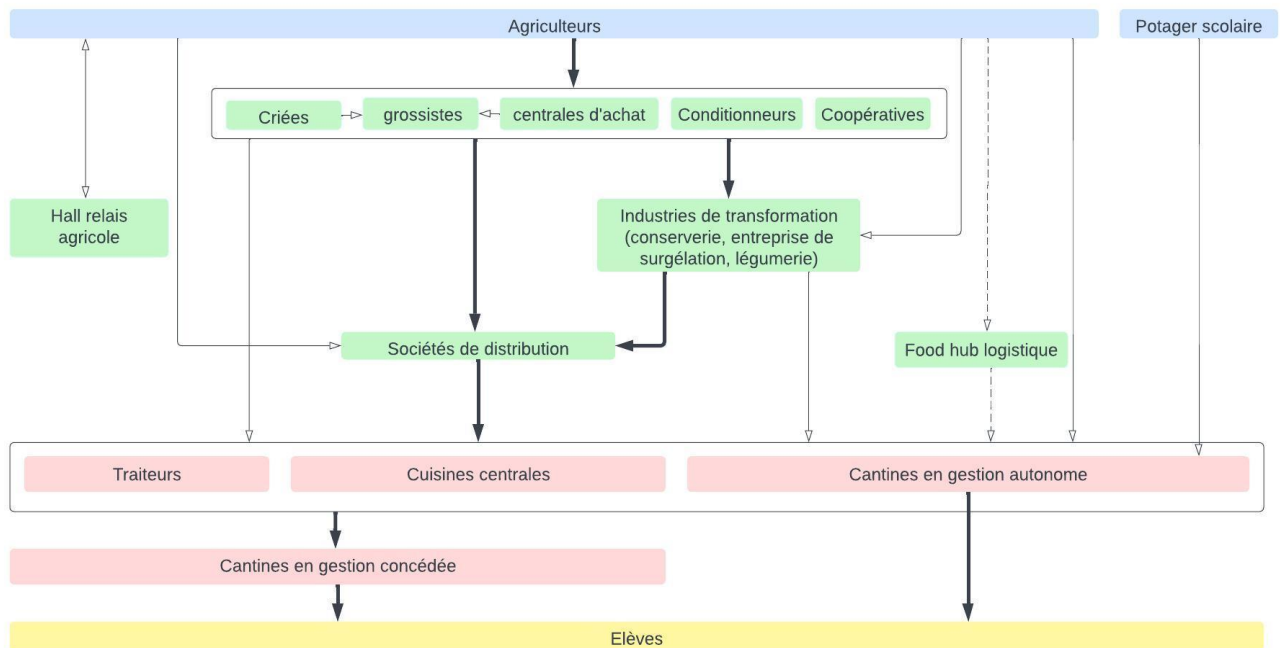 Agriculteurs
Potager scolaire
Criées
grossistes
centrales d'achat
Conditionneurs
Coopératives
Hall relais
agricole
Industries de transformation
(conserverie, entreprise de
surgélation, légumerie)
Sociétés de distribution
Food hub logistique
Traiteurs
Cuisines centrales
Cantines en gestion autonome
Cantines en gestion concédée
Elèves